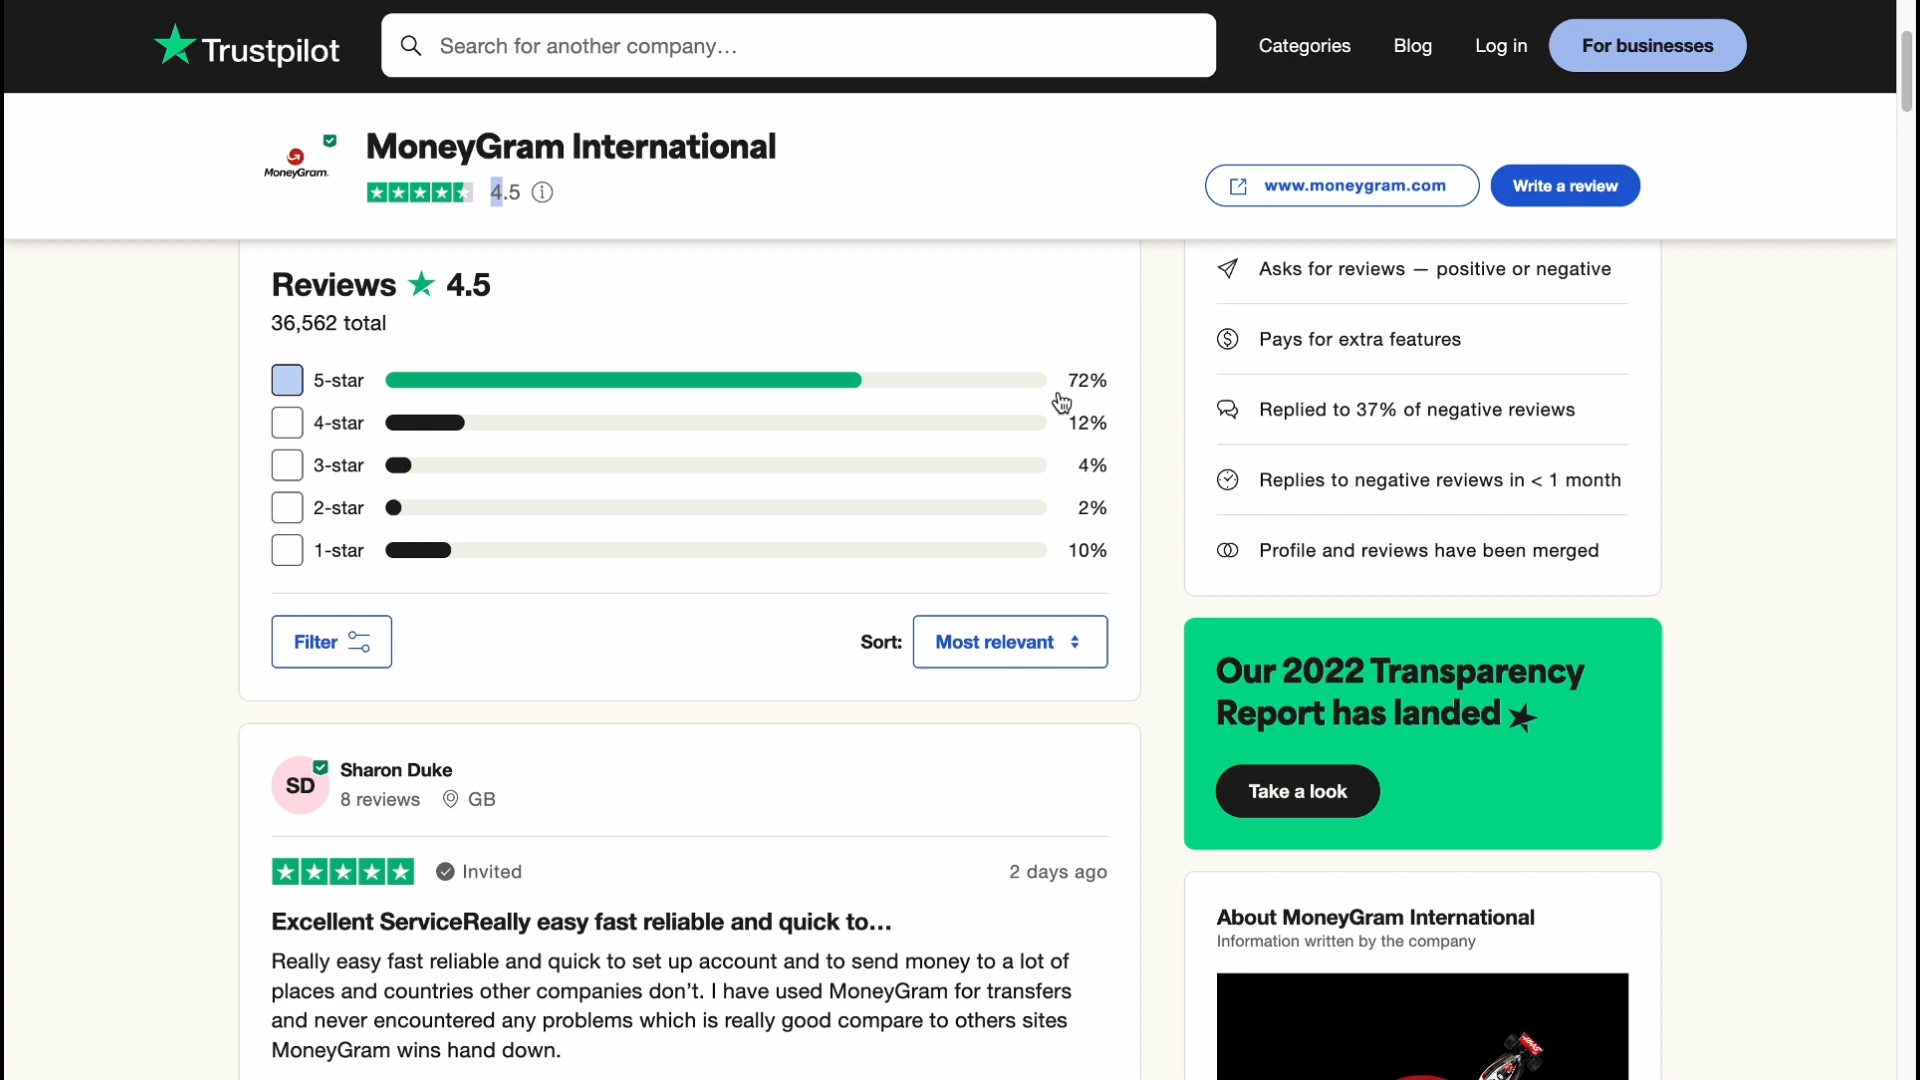 Trustpilot
Search for another company…
Categories
Blog
Log in
For businesses
MoneyGram.
MoneyGram International
4.5
www.moneygram.com
Write a review
Reviews ★ 4.5
36,562 total
5-star 72%
4-star 12%
3-star 4%
2-star 2%
1-star 10%
Filter
Sort: Most relevant
Asks for reviews — positive or negative
Pays for extra features
Replied to 37% of negative reviews
Replies to negative reviews in < 1 month
Profile and reviews have been merged
Our 2022 Transparency
Report has landed
Take a look
SD
Sharon Duke
8 reviews GB
Invited
2 days ago
Excellent ServiceReally easy fast reliable and quick to…
Really easy fast reliable and quick to set up account and to send money to a lot of
places and countries other companies don’t. I have used MoneyGram for transfers
and never encountered any problems which is really good compare to others sites
MoneyGram wins hand down.
About MoneyGram International
Information written by the company